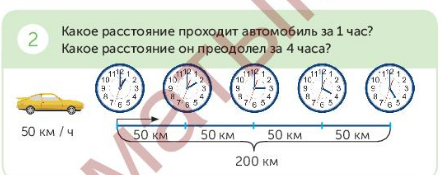 2
Какое расстояние проходит автомобиль за 1 час?
Какое расстояние он преодолел за 4 часа?
50 км / ч
50 км 50 км 50 км 50 км
200 км